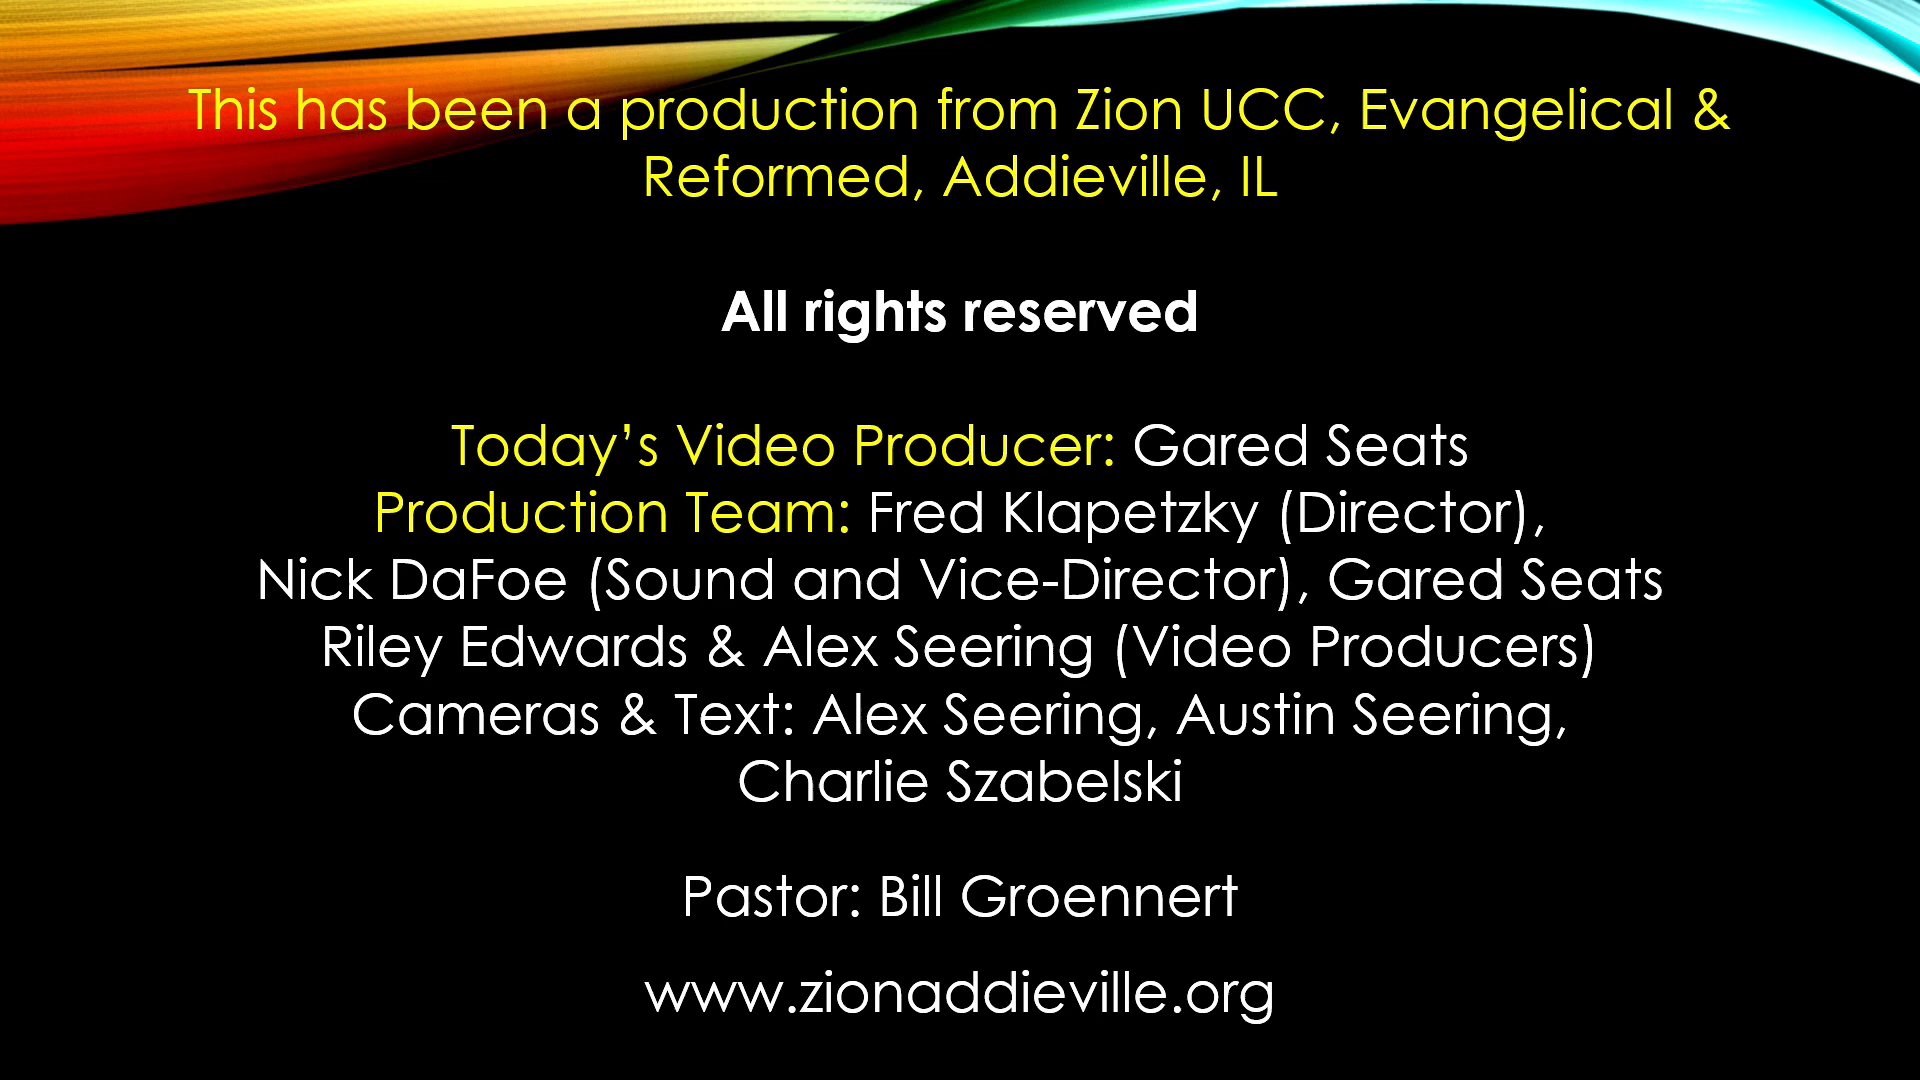 This has been a production from Zion UCC, Evangelical &
Reformed, Addieville, IL
All rights reserved
Today’s Video Producer: Gared Seats
Production Team: Fred Klapetzky (Director),
Nick DaFoe (Sound and Vice-Director), Gared Seats
Riley Edwards & Alex Seering (Video Producers)
Cameras & Text: Alex Seering, Austin Seering,
Charlie Szabelski
Pastor: Bill Groennert
www.zionaddieville.org